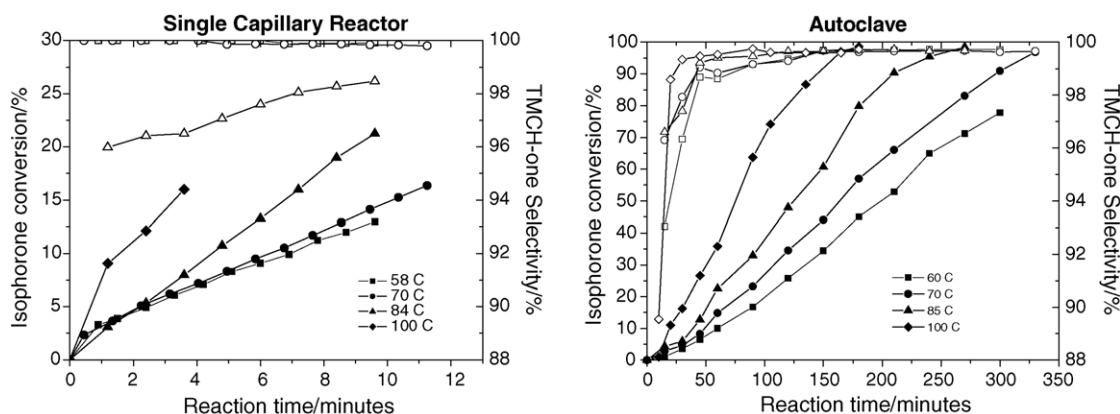 Single Capillary Reactor
Isophorone conversion/%
30
25
20
15
10
5
0
100
98
96
94
92
90
88
TMCH-one Selectivity/%
58 C
70 C
84 C
100 C
0 2 4 6 8 10 12
Reaction time/minutes
Autoclave
Isophorone conversion/%
100
90
80
70
60
50
40
30
20
10
0
100
98
96
94
92
90
88
TMCH-one Selectivity/%
60 C
70 C
85 C
100 C
0 50 100 150 200 250 300
Reaction time/minutes